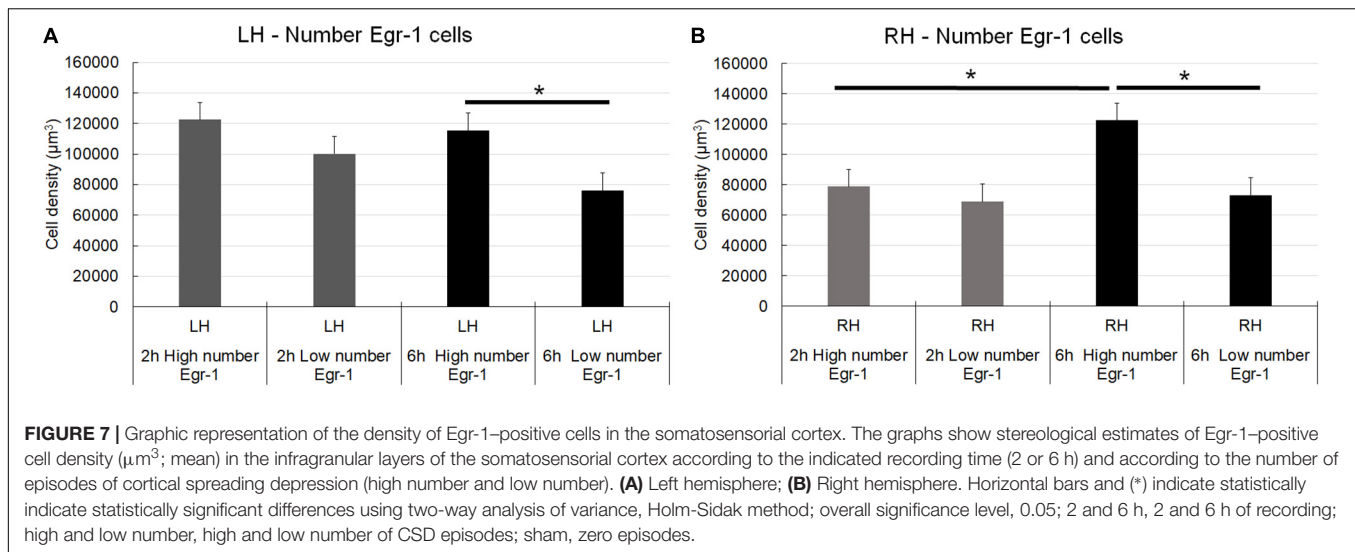 A
LH - Number Egr-1 cells
160000
140000
120000
100000
80000
60000
40000
20000
0
Cell density (µm³)
*
LH LH LH LH
2h High number 2h Low number 6h High number 6h Low number
Egr-1 Egr-1 Egr-1 Egr-1
B
RH - Number Egr-1 cells
160000
140000
120000
100000
80000
60000
40000
20000
0
Cell density (µm³)
* *
RH RH RH RH
2h High number 2h Low number 6h High number 6h Low number
Egr-1 Egr-1 Egr-1 Egr-1
FIGURE 7 | Graphic representation of the density of Egr-1–positive cells in the somatosensorial cortex. The graphs show stereological estimates of Egr-1–positive
cell density (µm³; mean) in the infragranular layers of the somatosensorial cortex according to the indicated recording time (2 or 6 h) and according to the number of
episodes of cortical spreading depression (high number and low number). (A) Left hemisphere; (B) Right hemisphere. Horizontal bars and (*) indicate statistically
indicate statistically significant differences using two-way analysis of variance, Holm-Sidak method; overall significance level, 0.05; 2 and 6 h, 2 and 6 h of recording;
high and low number, high and low number of CSD episodes; sham, zero episodes.